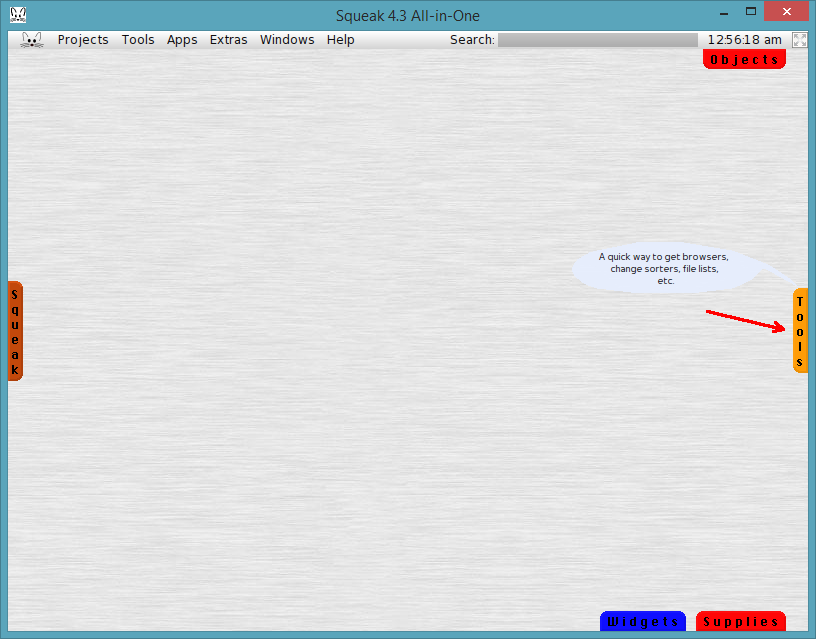 Squeak 4.3 All-in-One
Projects Tools Apps Extras Windows Help Search: 12:56:18 am
Objects
A quick way to get browsers,
change sorters, file lists,
etc.
Squeak
Tools
Widgets Supplies